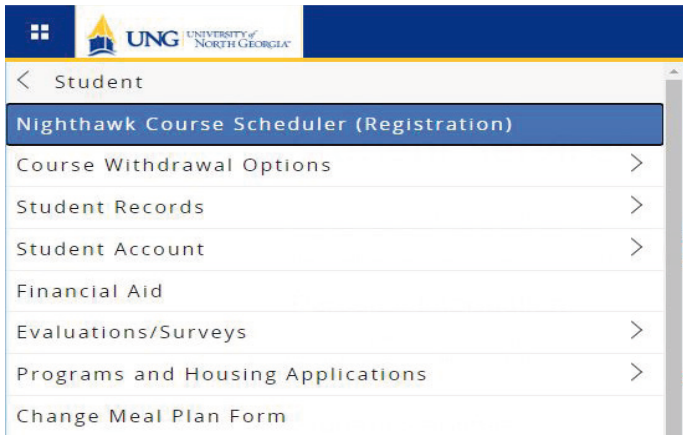 UNG UNIVERSITY of
NORTH GEORGIA
Student
Nighthawk Course Scheduler (Registration)
Course Withdrawal Options
Student Records
Student Account
Financial Aid
Evaluations/Surveys
Programs and Housing Applications
Change Meal Plan Form